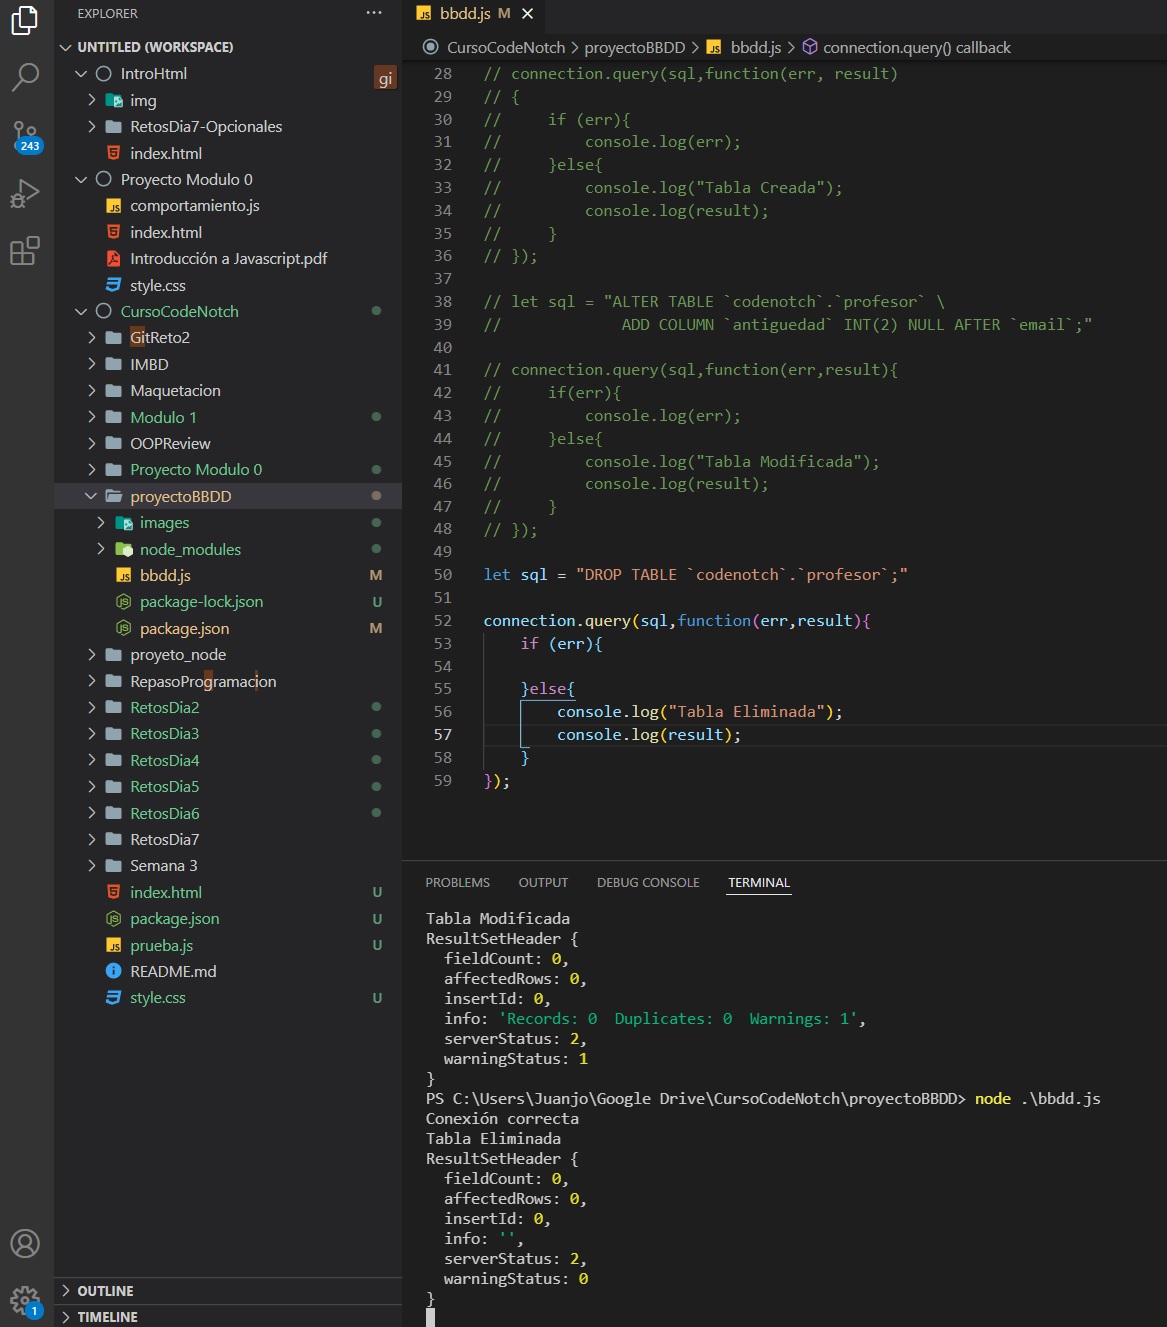 EXPLORER
UNTITLED (WORKSPACE)
IntroHtml
gi
img
RetosDia7-Opcionales
index.html
243
Proyecto Modulo 0
comportamiento.js
index.html
Introducción a Javascript.pdf
style.css
CursoCodeNotch
GitReto2
IMBD
Maquetacion
Modulo 1
OOPReview
Proyecto Modulo 0
proyectoBBDD
images
node_modules
bbdd.js M
package-lock.json U
package.json M
proyeto_node
RepasoProgramacion
RetosDia2
RetosDia3
RetosDia4
RetosDia5
RetosDia6
RetosDia7
Semana 3
index.html U
package.json U
prueba.js U
README.md
style.css U
OUTLINE
TIMELINE
1
JS bbdd.js M
CursoCodeNotch > proyectoBBDD > JS bbdd.js > connection.query() callback
28 // connection.query(sql,function(err, result)
29 // {
30 //     if (err){
31 //         console.log(err);
32 //     }else{
33 //         console.log("Tabla Creada");
34 //         console.log(result);
35 //     }
36 // });
37
38 // let sql = "ALTER TABLE `codenotch`.`profesor` \
39 //             ADD COLUMN `antiguedad` INT(2) NULL AFTER `email`;"
40
41 // connection.query(sql,function(err,result){
42 //     if(err){
43 //         console.log(err);
44 //     }else{
45 //         console.log("Tabla Modificada");
46 //         console.log(result);
47 //     }
48 // });
49
50 let sql = "DROP TABLE `codenotch`.`profesor`;"
51
52 connection.query(sql,function(err,result){
53     if (err){
54
55     }else{
56         console.log("Tabla Eliminada");
57         console.log(result);
58     }
59 });
PROBLEMS OUTPUT DEBUG CONSOLE TERMINAL
Tabla Modificada
ResultSetHeader {
  fieldCount: 0,
  affectedRows: 0,
  insertId: 0,
  info: 'Records: 0  Duplicates: 0  Warnings: 1',
  serverStatus: 2,
  warningStatus: 1
}
PS C:\Users\Juanjo\Google Drive\CursoCodeNotch\proyectoBBDD> node .\bbdd.js
Conexión correcta
Tabla Eliminada
ResultSetHeader {
  fieldCount: 0,
  affectedRows: 0,
  insertId: 0,
  info: '',
  serverStatus: 2,
  warningStatus: 0
}